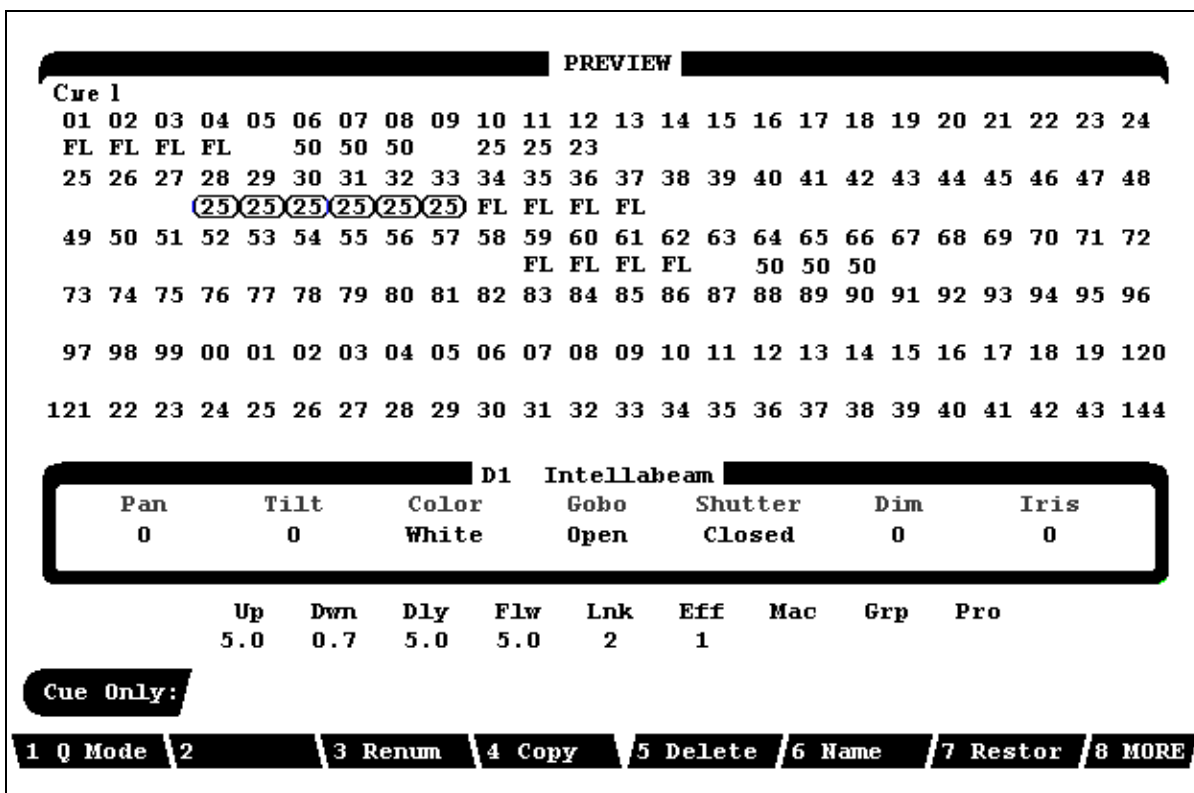 PREVIEW
Cue 1
01 02 03 04 05 06 07 08 09 10 11 12 13 14 15 16 17 18 19 20 21 22 23 24
FL FL FL FL 50 50 50 25 25 23
25 26 27 28 29 30 31 32 33 34 35 36 37 38 39 40 41 42 43 44 45 46 47 48
25 25 25 25 25 25 FL FL FL FL
49 50 51 52 53 54 55 56 57 58 59 60 61 62 63 64 65 66 67 68 69 70 71 72
FL FL FL FL 50 50 50
73 74 75 76 77 78 79 80 81 82 83 84 85 86 87 88 89 90 91 92 93 94 95 96
97 98 99 00 01 02 03 04 05 06 07 08 09 10 11 12 13 14 15 16 17 18 19 120
121 22 23 24 25 26 27 28 29 30 31 32 33 34 35 36 37 38 39 40 41 42 43 144
D1 Intellabeam
Pan Tilt Color Gobo Shutter Dim Iris
0 0 White Open Closed 0 0
Up Dwn Dly Flw Lnk Eff Mac Grp Pro
5.0 0.7 5.0 5.0 2 1
Cue Only:
1 Q Mode 2 3 Renum 4 Copy 5 Delete 6 Name 7 Restor 8 MORE